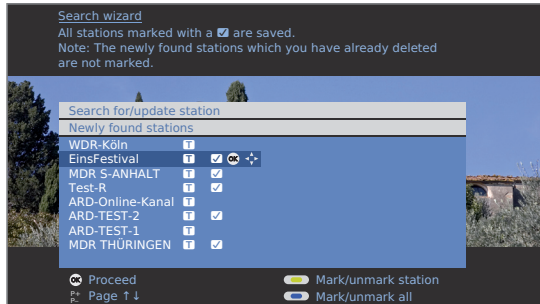 Search wizard
All stations marked with a ☑ are saved.
Note: The newly found stations which you have already deleted
are not marked.
Search for/update station
Newly found stations
WDR-Köln T
EinsFestival T ☑ OK
MDR S-ANHALT T ☑
Test-R T ☑
ARD-Online-Kanal T
ARD-TEST-2 T ☑
ARD-TEST-1 T
MDR THÜRINGEN T ☑
OK Proceed Mark/unmark station
P+ P- Page ↑↓ Mark/unmark all